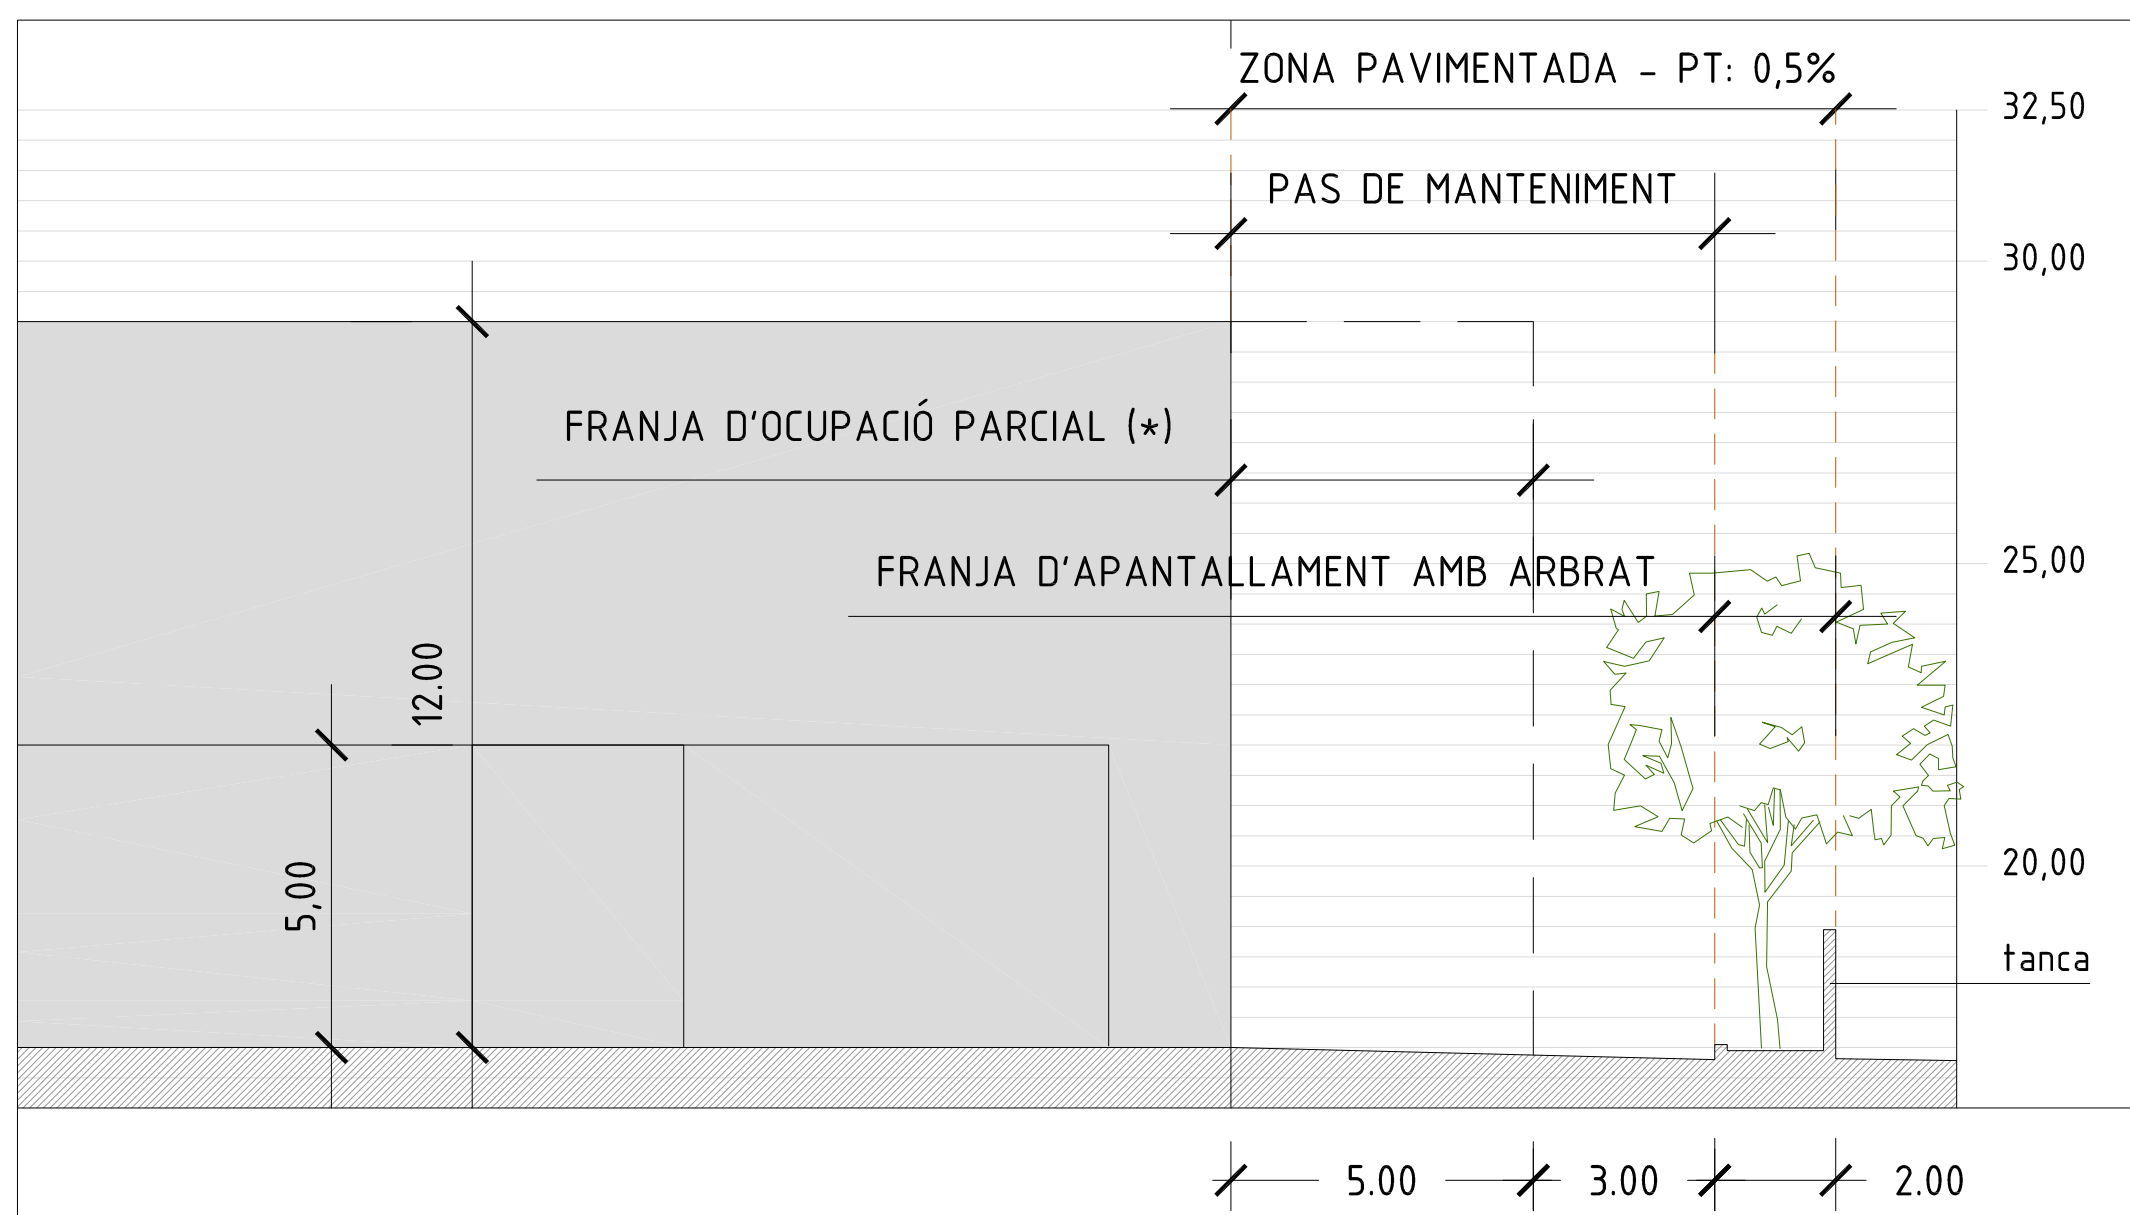 ZONA PAVIMENTADA - PT: 0,5%
32,50
PAS DE MANTENIMENT
30,00
FRANJA D'OCUPACIÓ PARCIAL (*)
25,00
FRANJA D'APANTALLAMENT AMB ARBRAT
12.00
5,00
20,00
tanca
5.00
3.00
2.00